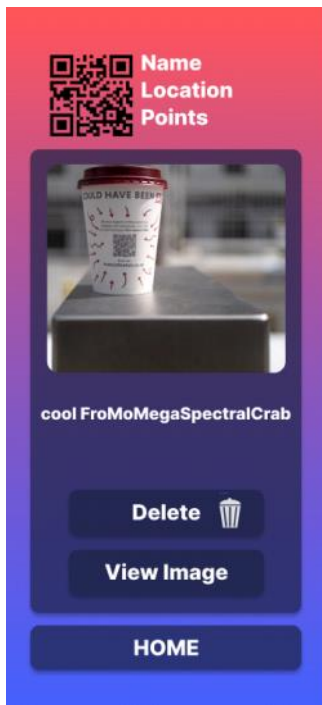 Name
Location
Points
COULD HAVE BEEN
cool FroMoMegaSpectralCrab
Delete
View Image
HOME